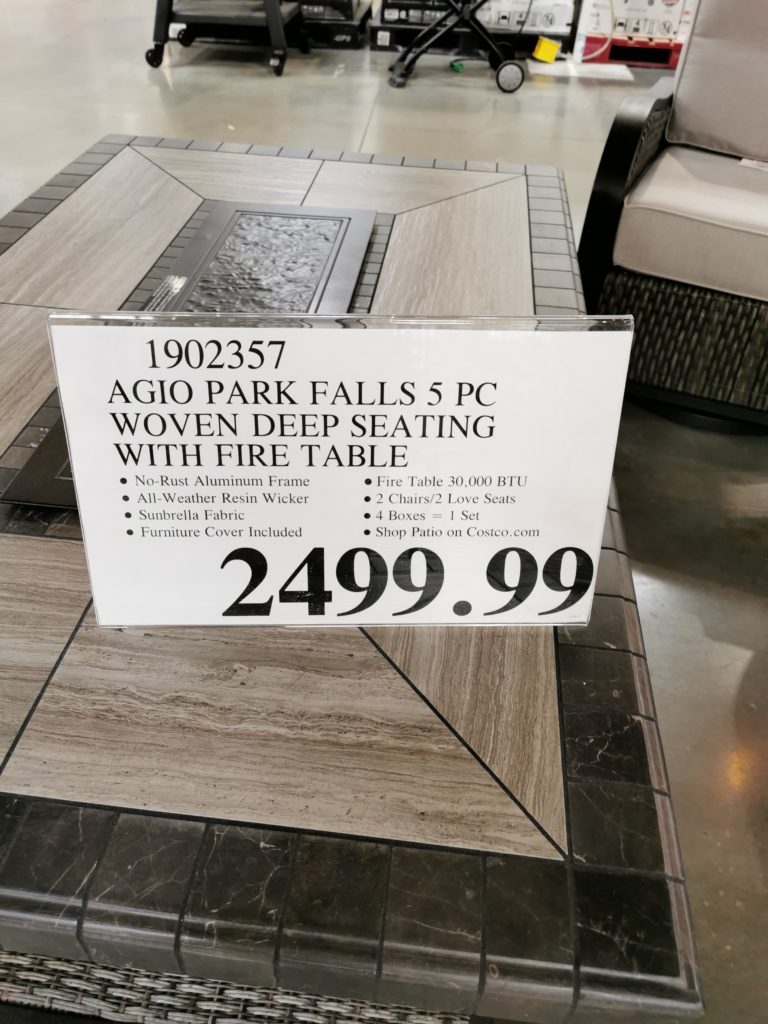 1902357
AGIO PARK FALLS 5 PC
WOVEN DEEP SEATING
WITH FIRE TABLE
• No-Rust Aluminum Frame
• All-Weather Resin Wicker
• Sunbrella Fabric
• Furniture Cover Included
• Fire Table 30,000 BTU
• 2 Chairs/2 Love Seats
• 4 Boxes = 1 Set
• Shop Patio on Costco.com
2499.99